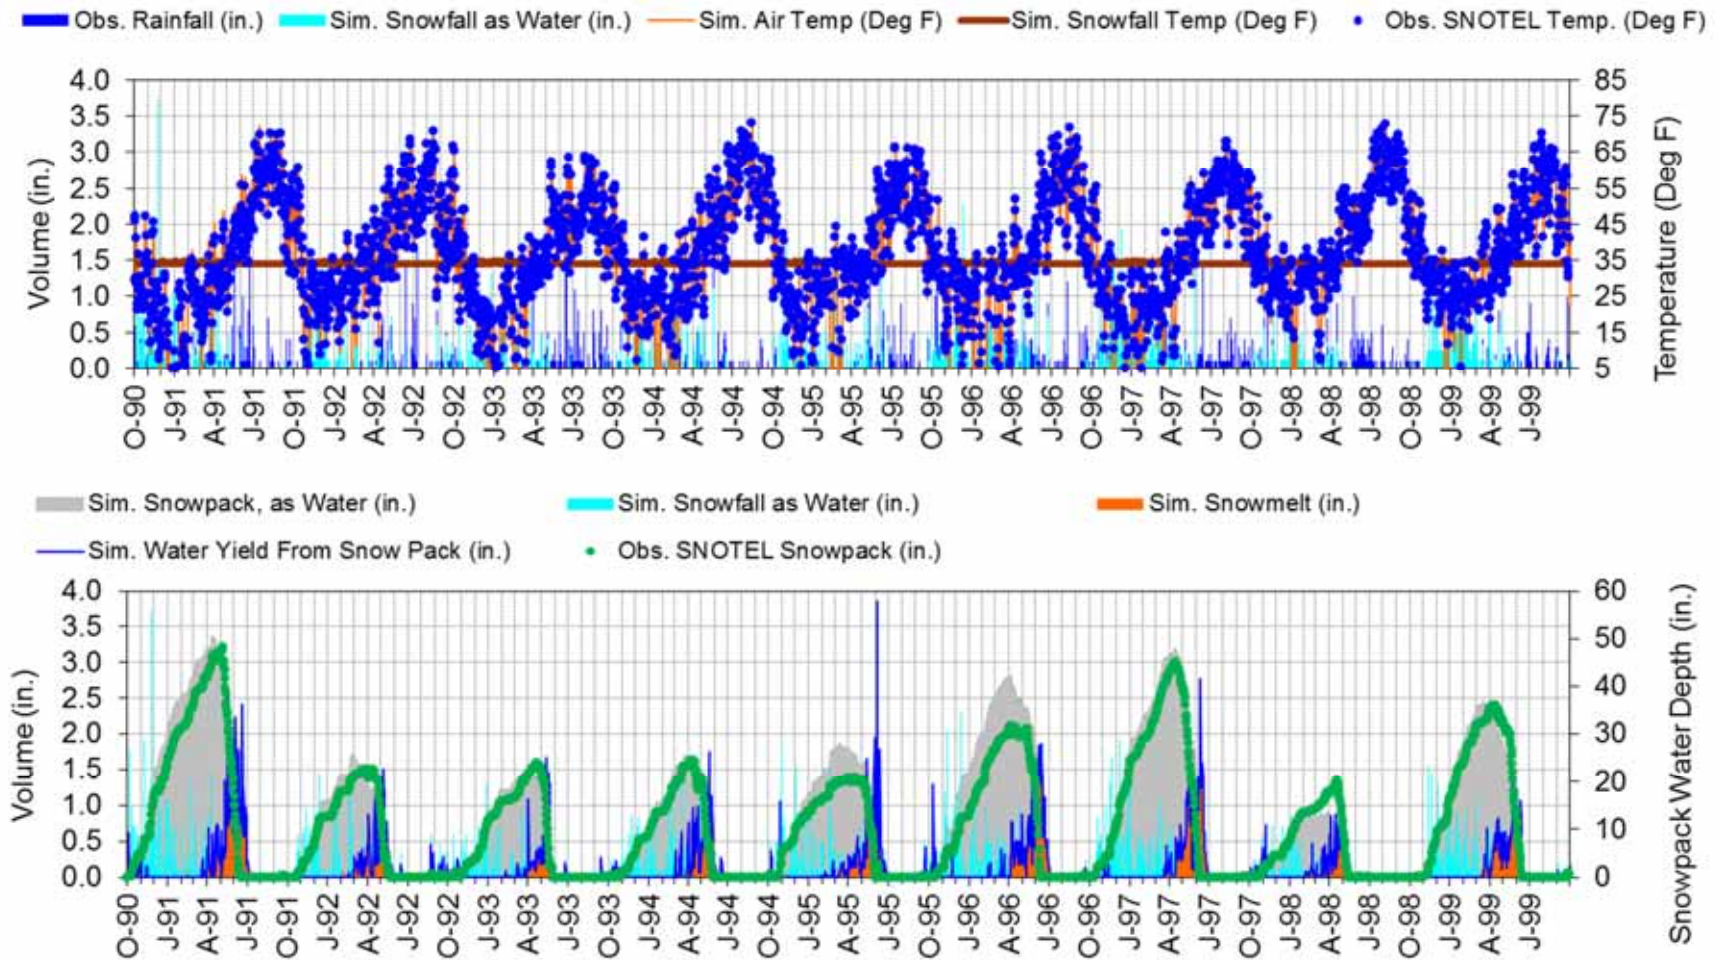 Obs. Rainfall (in.) Sim. Snowfall as Water (in.) Sim. Air Temp (Deg F) Sim. Snowfall Temp (Deg F) Obs. SNOTEL Temp. (Deg F)
4.0 85
3.5 75
3.0 65
2.5 55
2.0 45
1.5 35
1.0 25
0.5 15
0.0 5
Volume (in.)
Temperature (Deg F)
O-90 J-91 A-91 J-91 O-91 J-92 A-92 J-92 O-92 J-93 A-93 J-93 O-93 J-94 A-94 J-94 O-94 J-95 A-95 J-95 O-95 J-96 A-96 J-96 O-96 J-97 A-97 J-97 O-97 J-98 A-98 J-98 O-98 J-99 A-99 J-99
Sim. Snowpack, as Water (in.) Sim. Snowfall as Water (in.) Sim. Snowmelt (in.)
Sim. Water Yield From Snow Pack (in.) Obs. SNOTEL Snowpack (in.)
4.0 60
3.5 50
3.0 40
2.5 30
2.0 20
1.5 10
1.0 0
0.5
0.0
Volume (in.)
Snowpack Water Depth (in.)
O-90 J-91 A-91 J-91 O-91 J-92 A-92 J-92 O-92 J-93 A-93 J-93 O-93 J-94 A-94 J-94 O-94 J-95 A-95 J-95 O-95 J-96 A-96 J-96 O-96 J-97 A-97 J-97 O-97 J-98 A-98 J-98 O-98 J-99 A-99 J-99